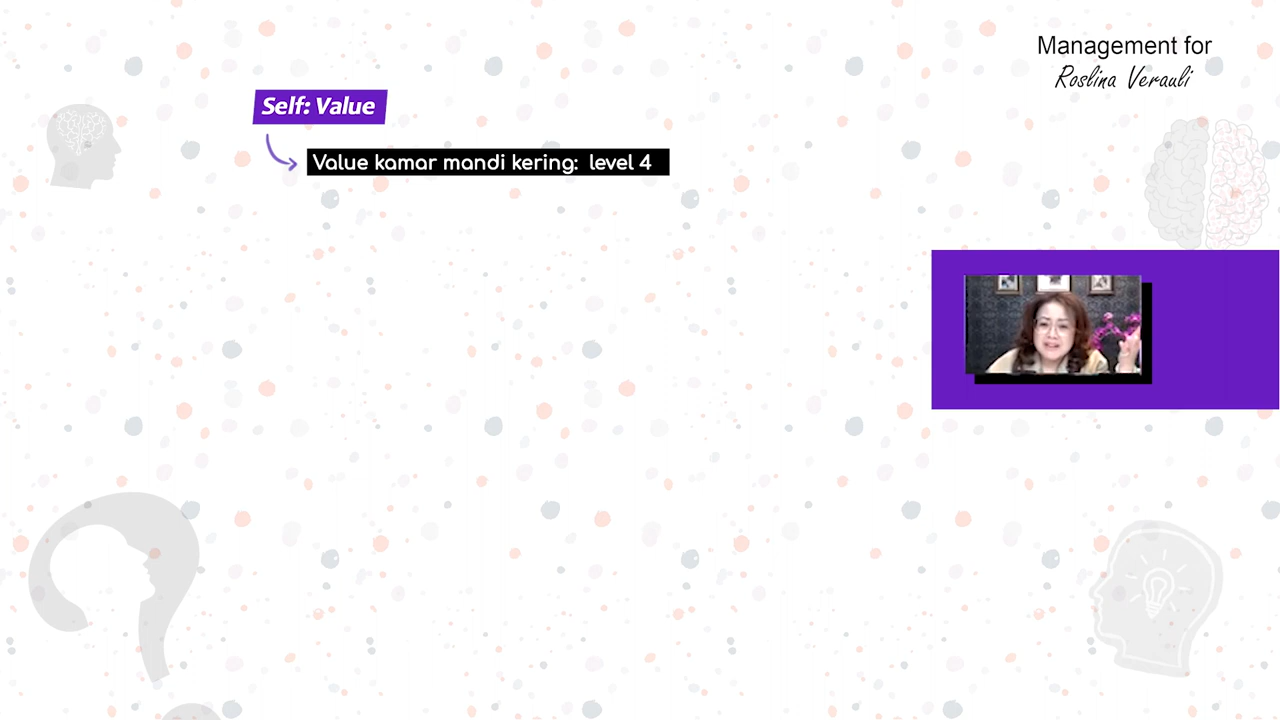 Management for
Roslina Verauli
Self: Value
Value kamar mandi kering: level 4